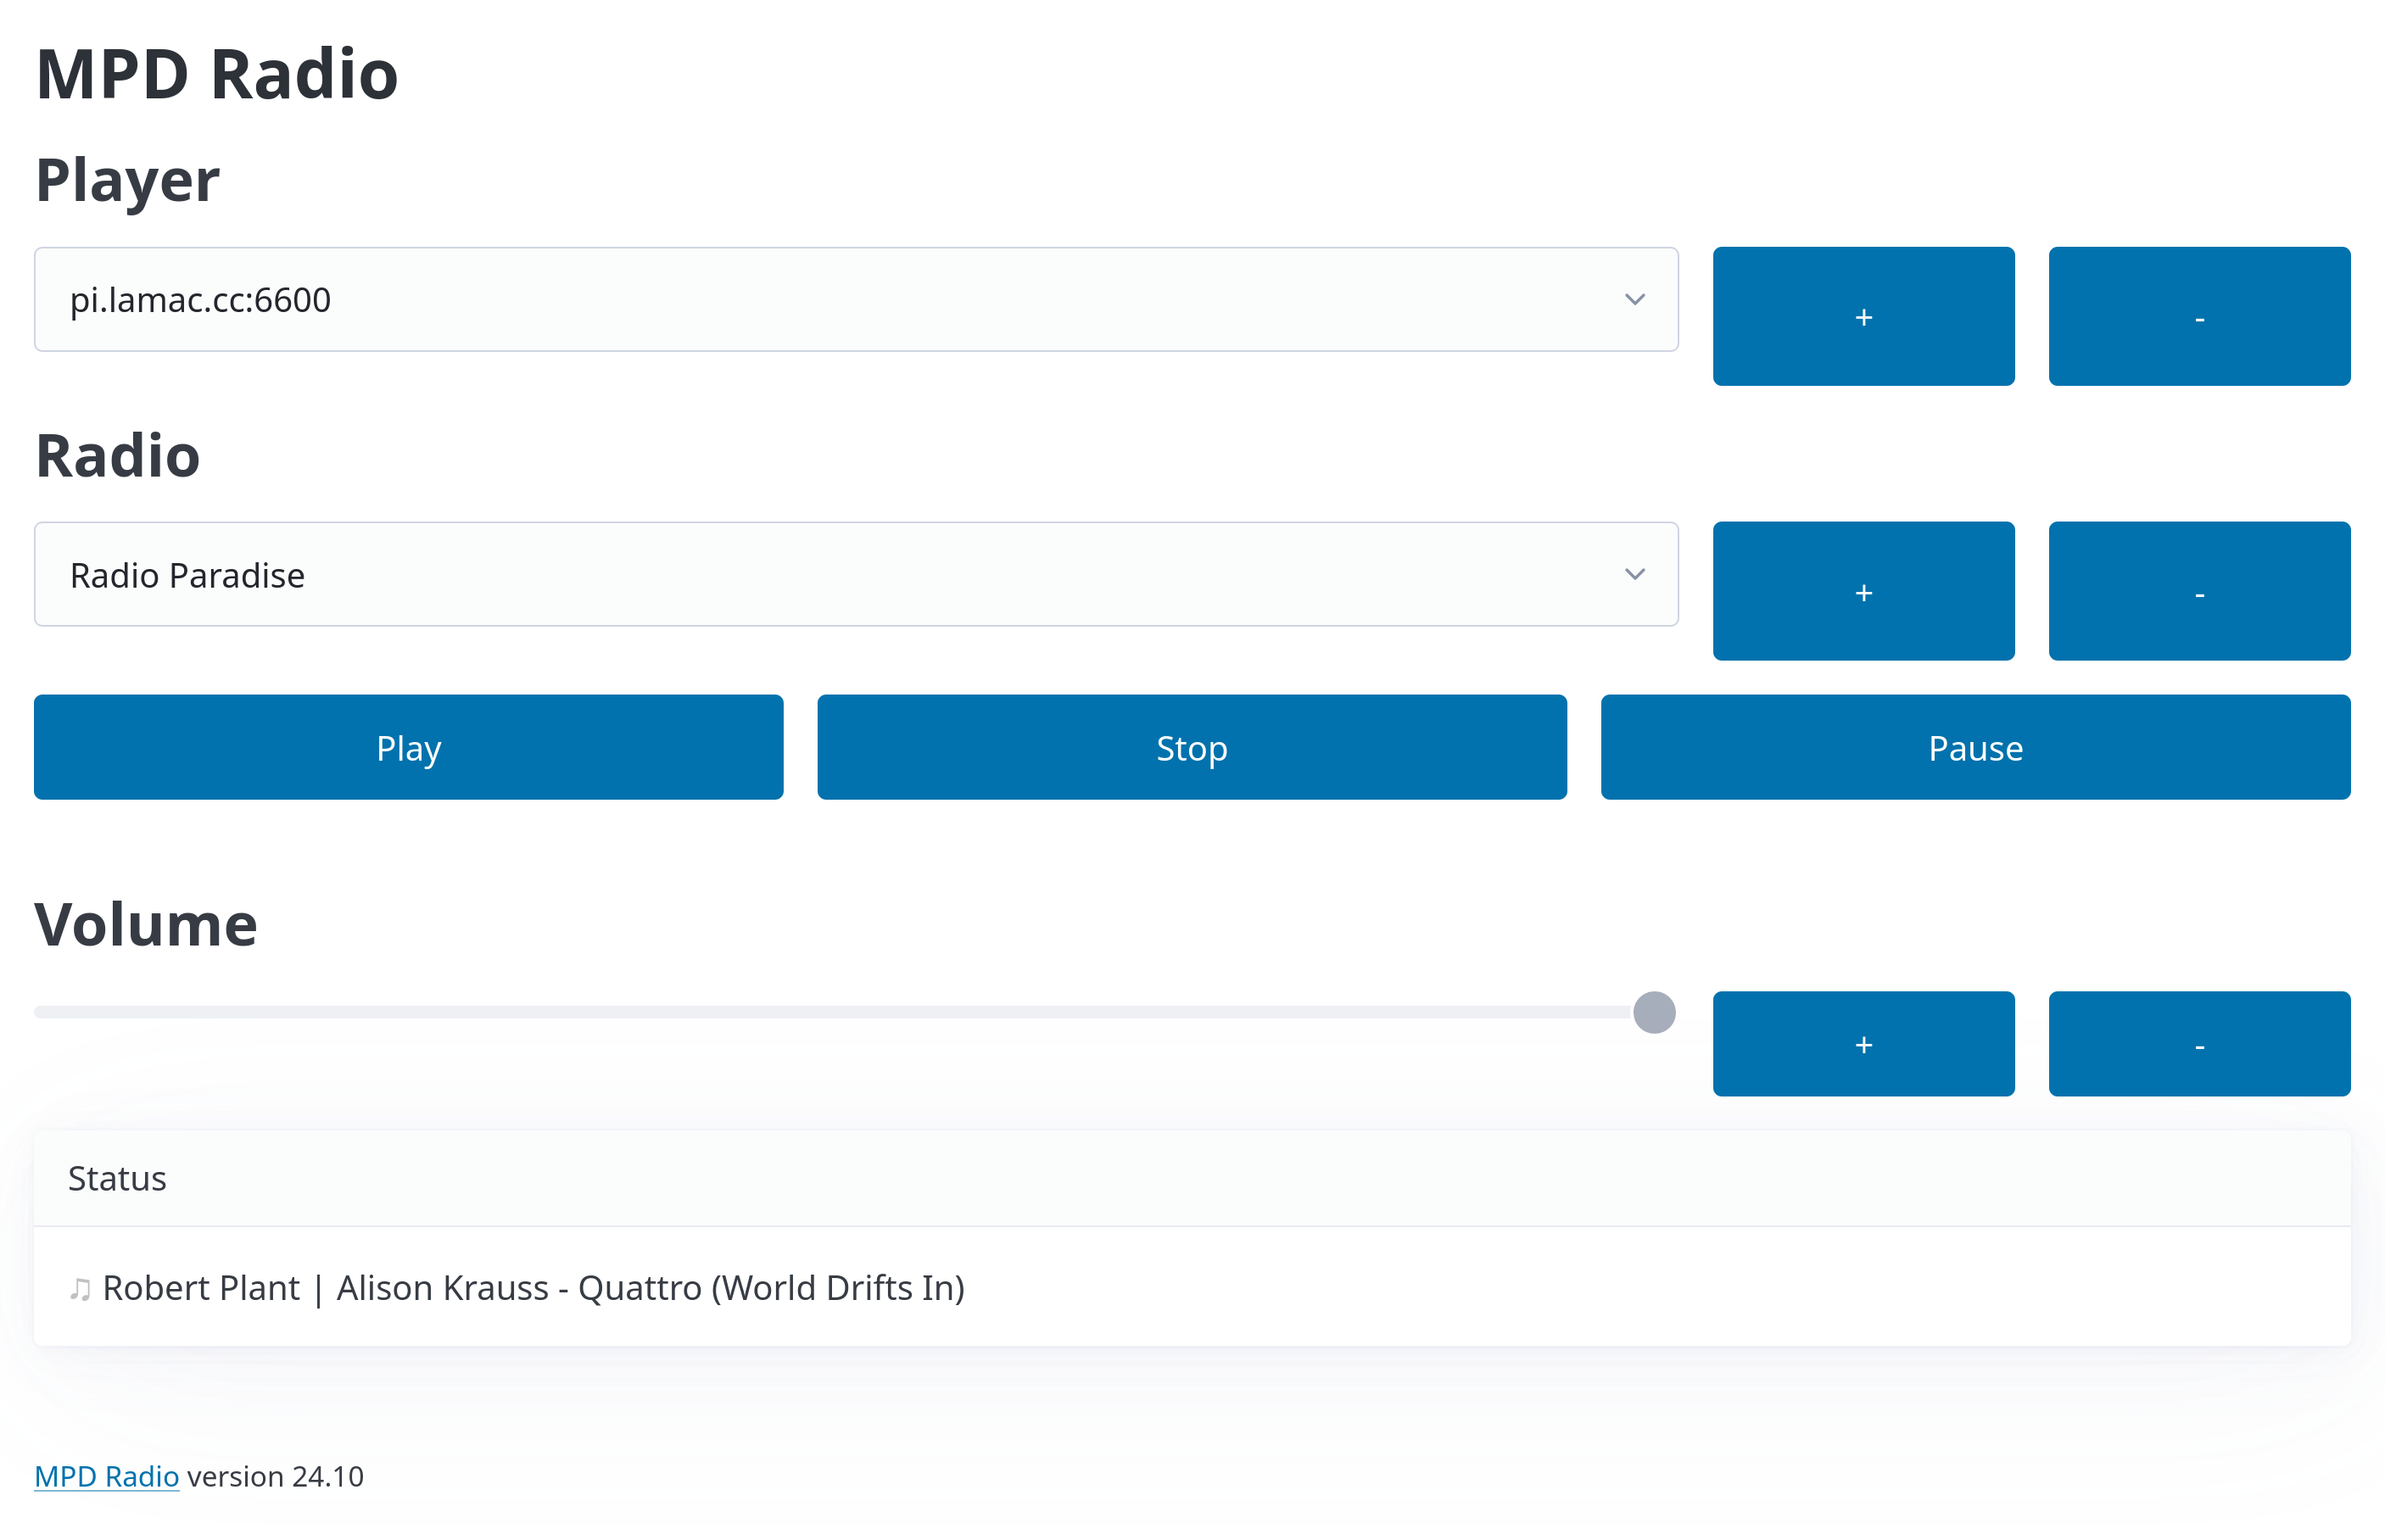 MPD Radio
Player
pi.lamac.cc:6600
+
-
Radio
Radio Paradise
+
-
Play
Stop
Pause
Volume
+
-
Status
♫ Robert Plant | Alison Krauss - Quattro (World Drifts In)
MPD Radio version 24.10